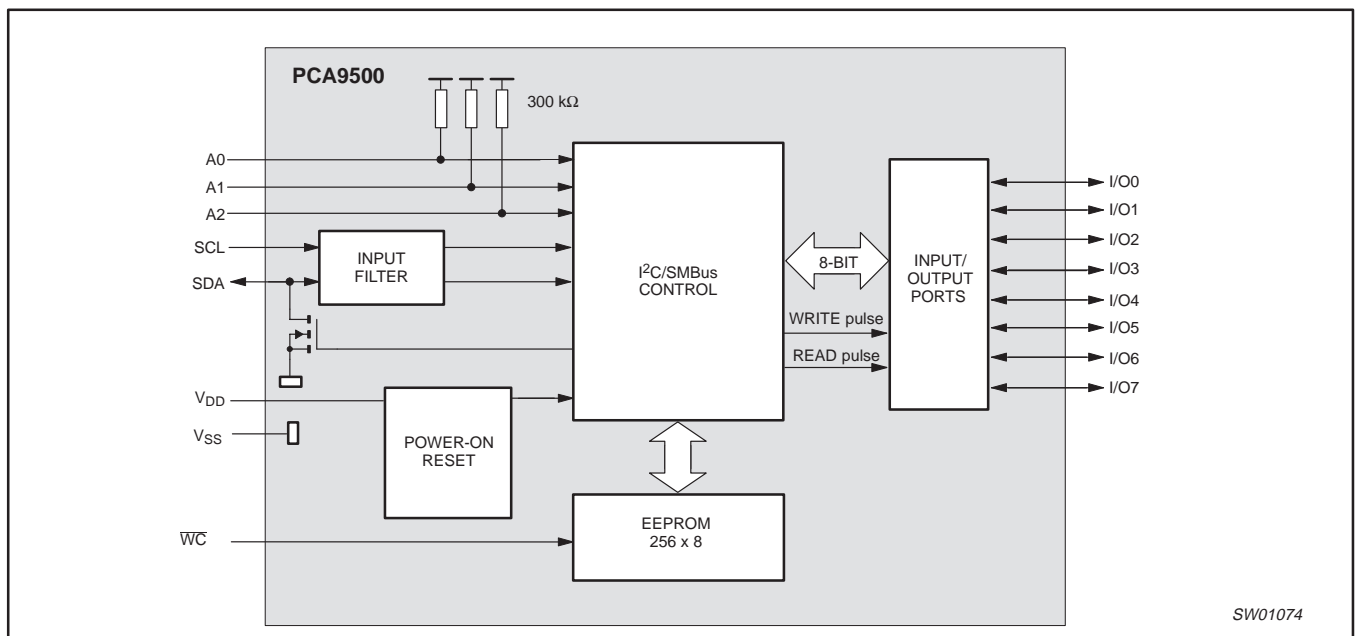 PCA9500
300 kΩ
A0
A1
A2
SCL
SDA
INPUT
FILTER
I²C/SMBus
CONTROL
8-BIT
WRITE pulse
READ pulse
INPUT/
OUTPUT
PORTS
I/O0
I/O1
I/O2
I/O3
I/O4
I/O5
I/O6
I/O7
VDD
VSS
POWER-ON
RESET
W̅C̅
EEPROM
256 x 8
SW01074